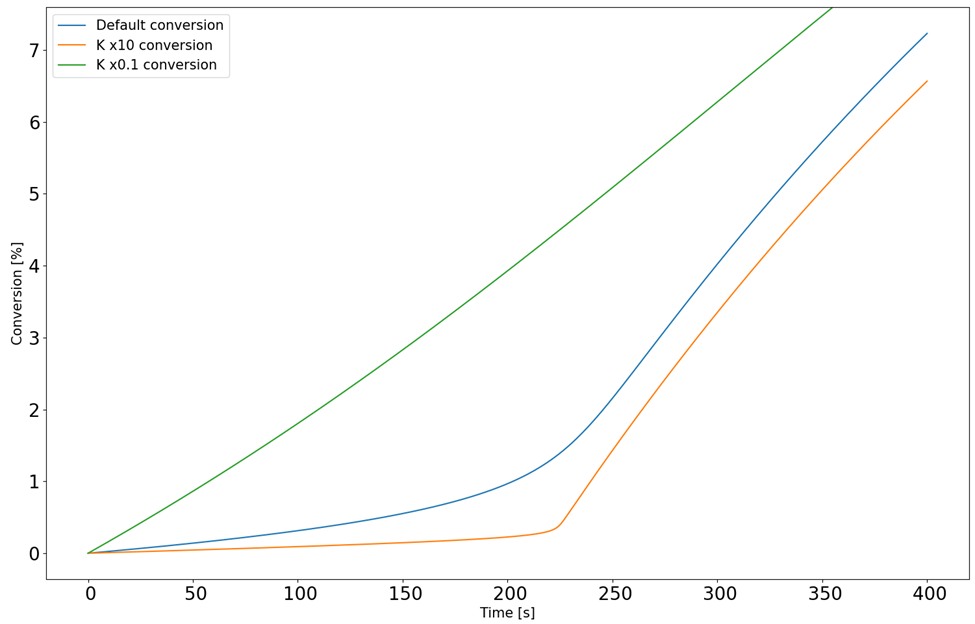 Default conversion
K x10 conversion
K x0.1 conversion
Conversion [%]
7
6
5
4
3
2
1
0
0 50 100 150 200 250 300 350 400
Time [s]